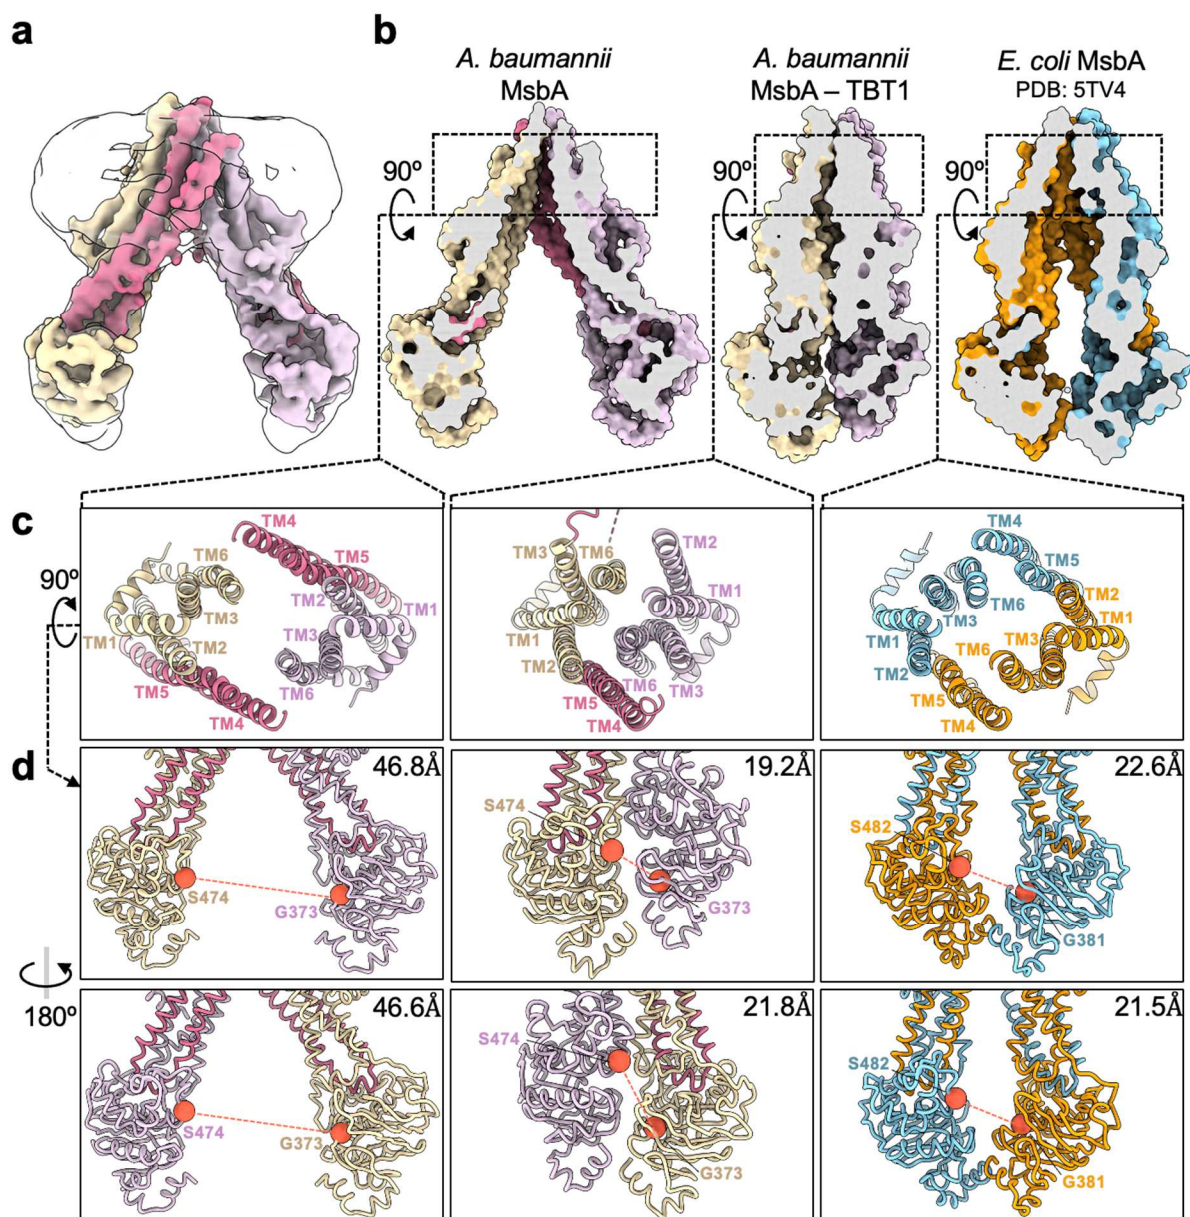 a
b
A. baumannii
MsbA
A. baumannii
MsbA – TBT1
E. coli MsbA
PDB: 5TV4
90º
90º
90º
c
90º
TM4
TM6
TM5
TM2
TM1
TM3
TM3
TM1
TM2
TM5
TM6
TM4
TM3
TM6
TM2
TM1
TM1
TM2
TM5
TM6
TM3
TM4
TM4
TM5
TM2
TM6
TM1
TM3
TM3
TM1
TM6
TM2
TM5
TM4
d
46.8Å
S474
G373
19.2Å
S474
G373
22.6Å
S482
G381
180º
46.6Å
S474
G373
21.8Å
S474
G373
21.5Å
S482
G381